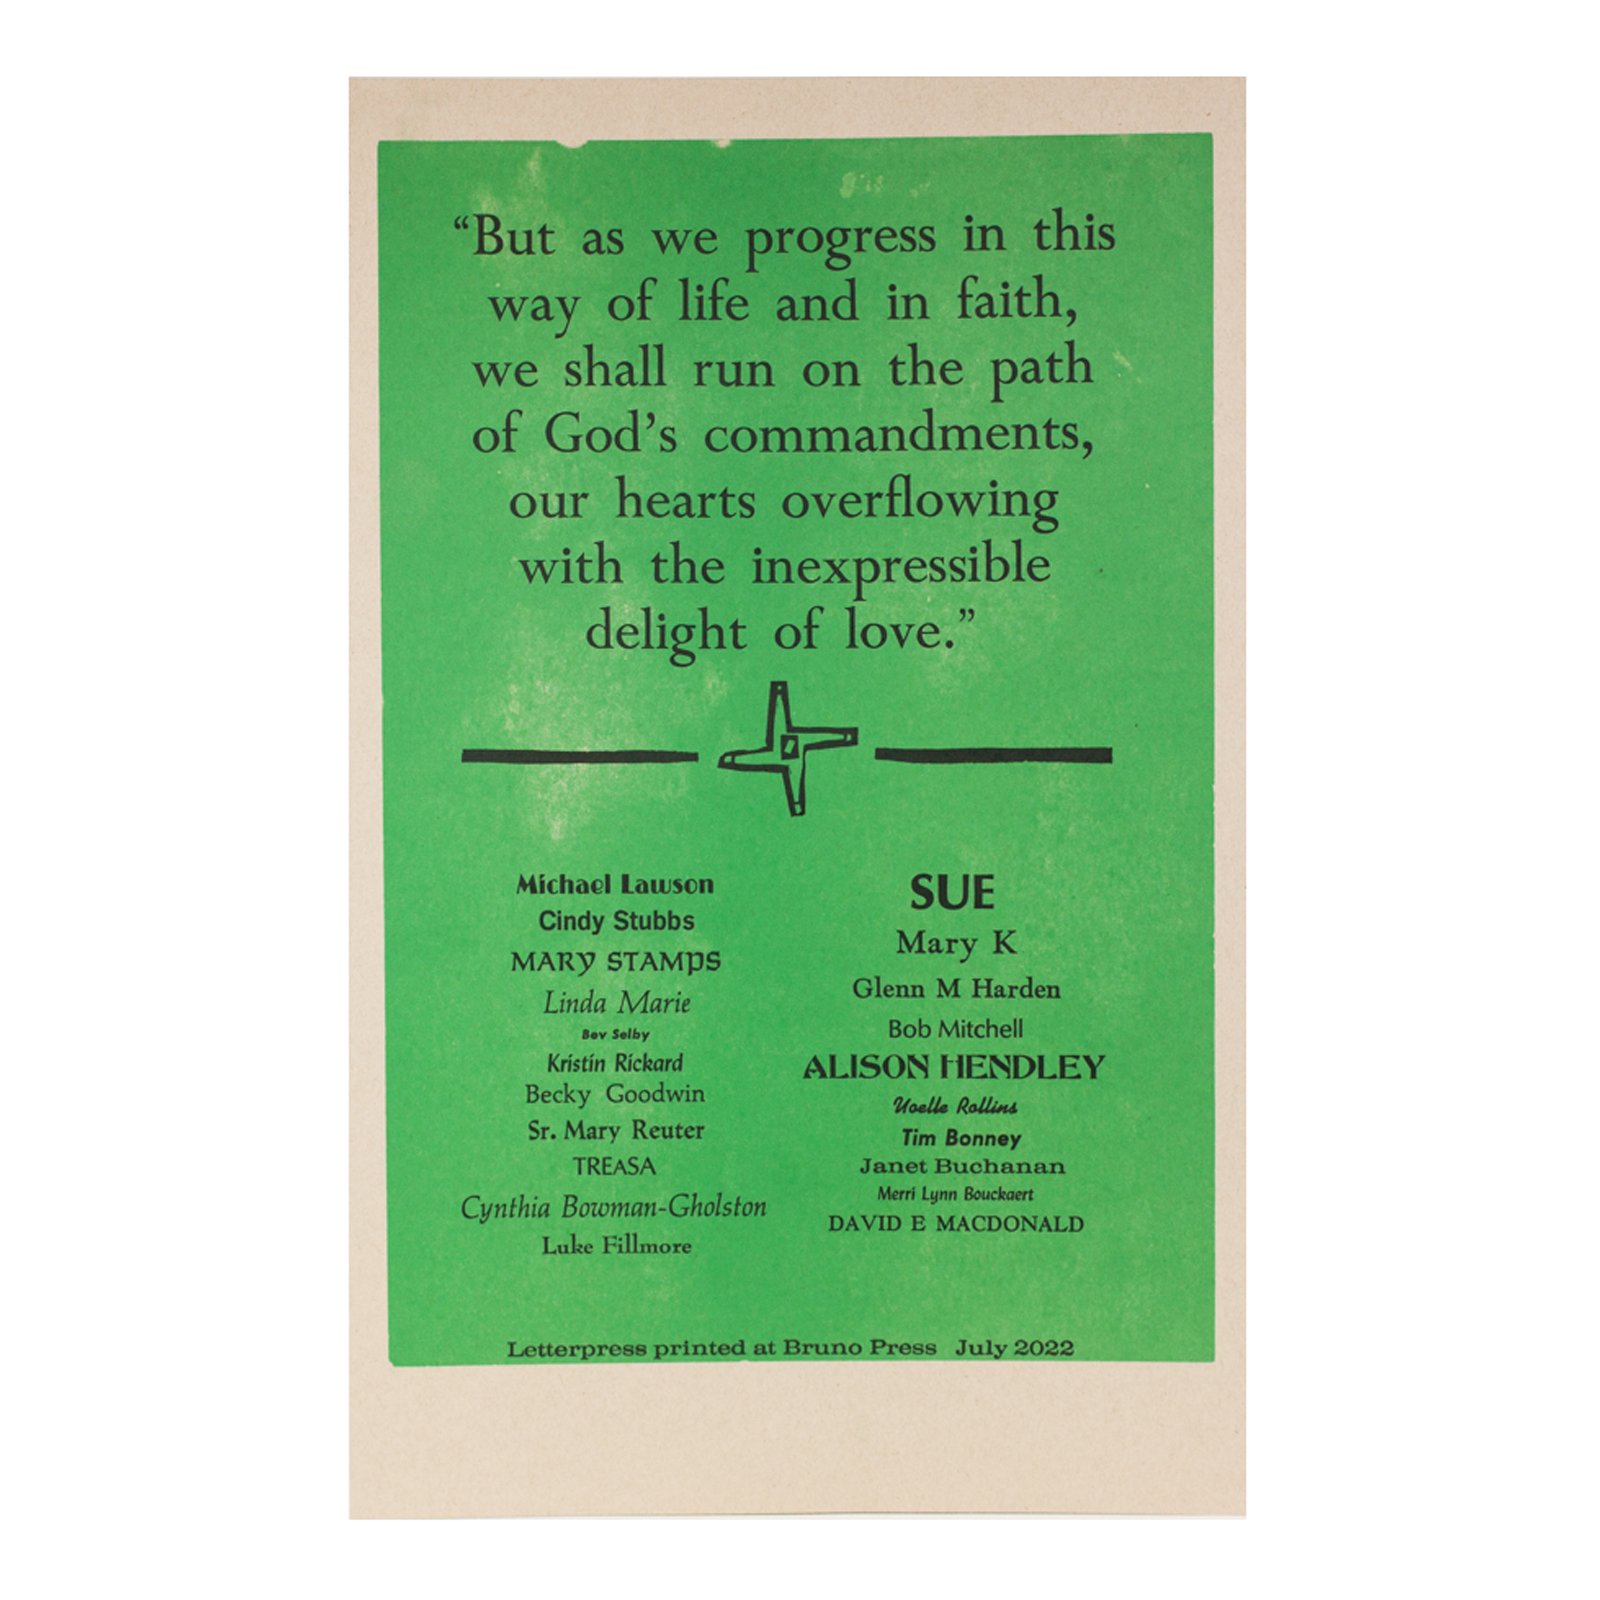 “But as we progress in this
way of life and in faith,
we shall run on the path
of God’s commandments,
our hearts overflowing
with the inexpressible
delight of love.”
Michael Lawson
Cindy Stubbs
MARY STAMPS
Linda Marie
Bev Selby
Kristin Rickard
Becky Goodwin
Sr. Mary Reuter
TREASA
Cynthia Bowman-Gholston
Luke Fillmore
SUE
Mary K
Glenn M Harden
Bob Mitchell
ALISON HENDLEY
Noelle Rollins
Tim Bonney
Janet Buchanan
Merri Lynn Bouckaert
DAVID E MACDONALD
Letterpress printed at Bruno Press July 2022